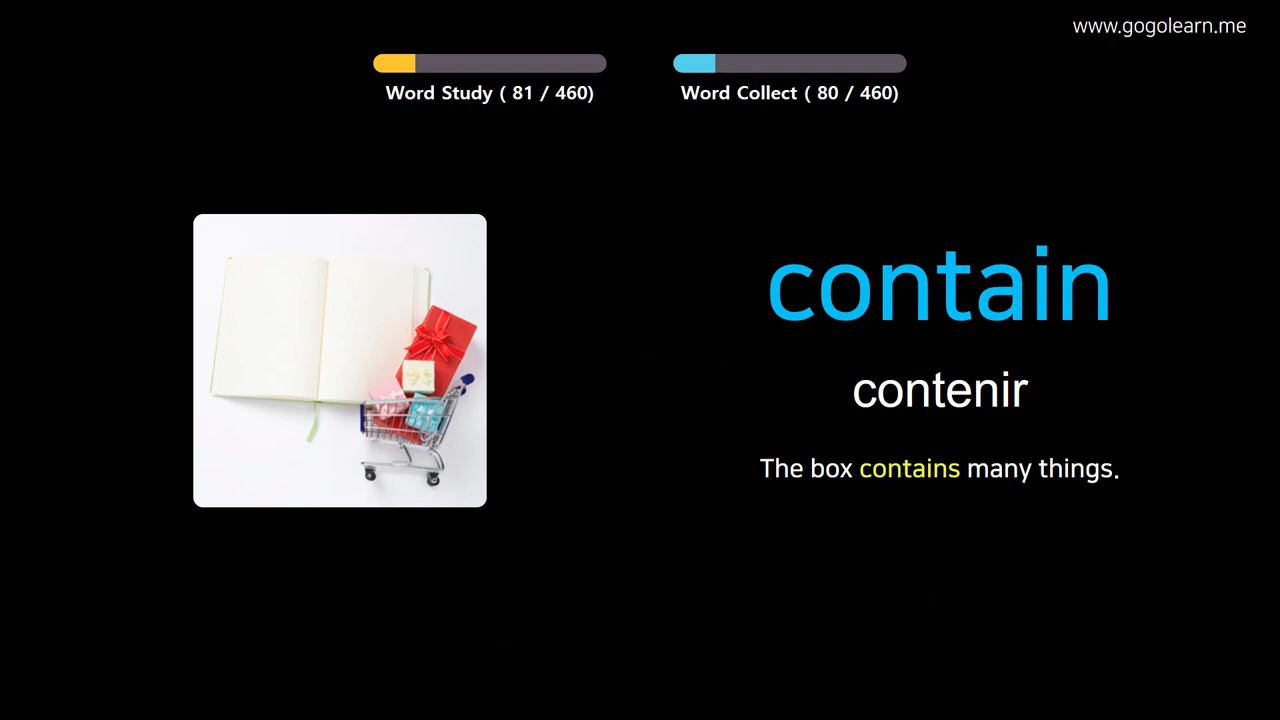 www.gogolearn.me
Word Study ( 81 / 460)
Word Collect ( 80 / 460)
contain
contenir
The box contains many things.